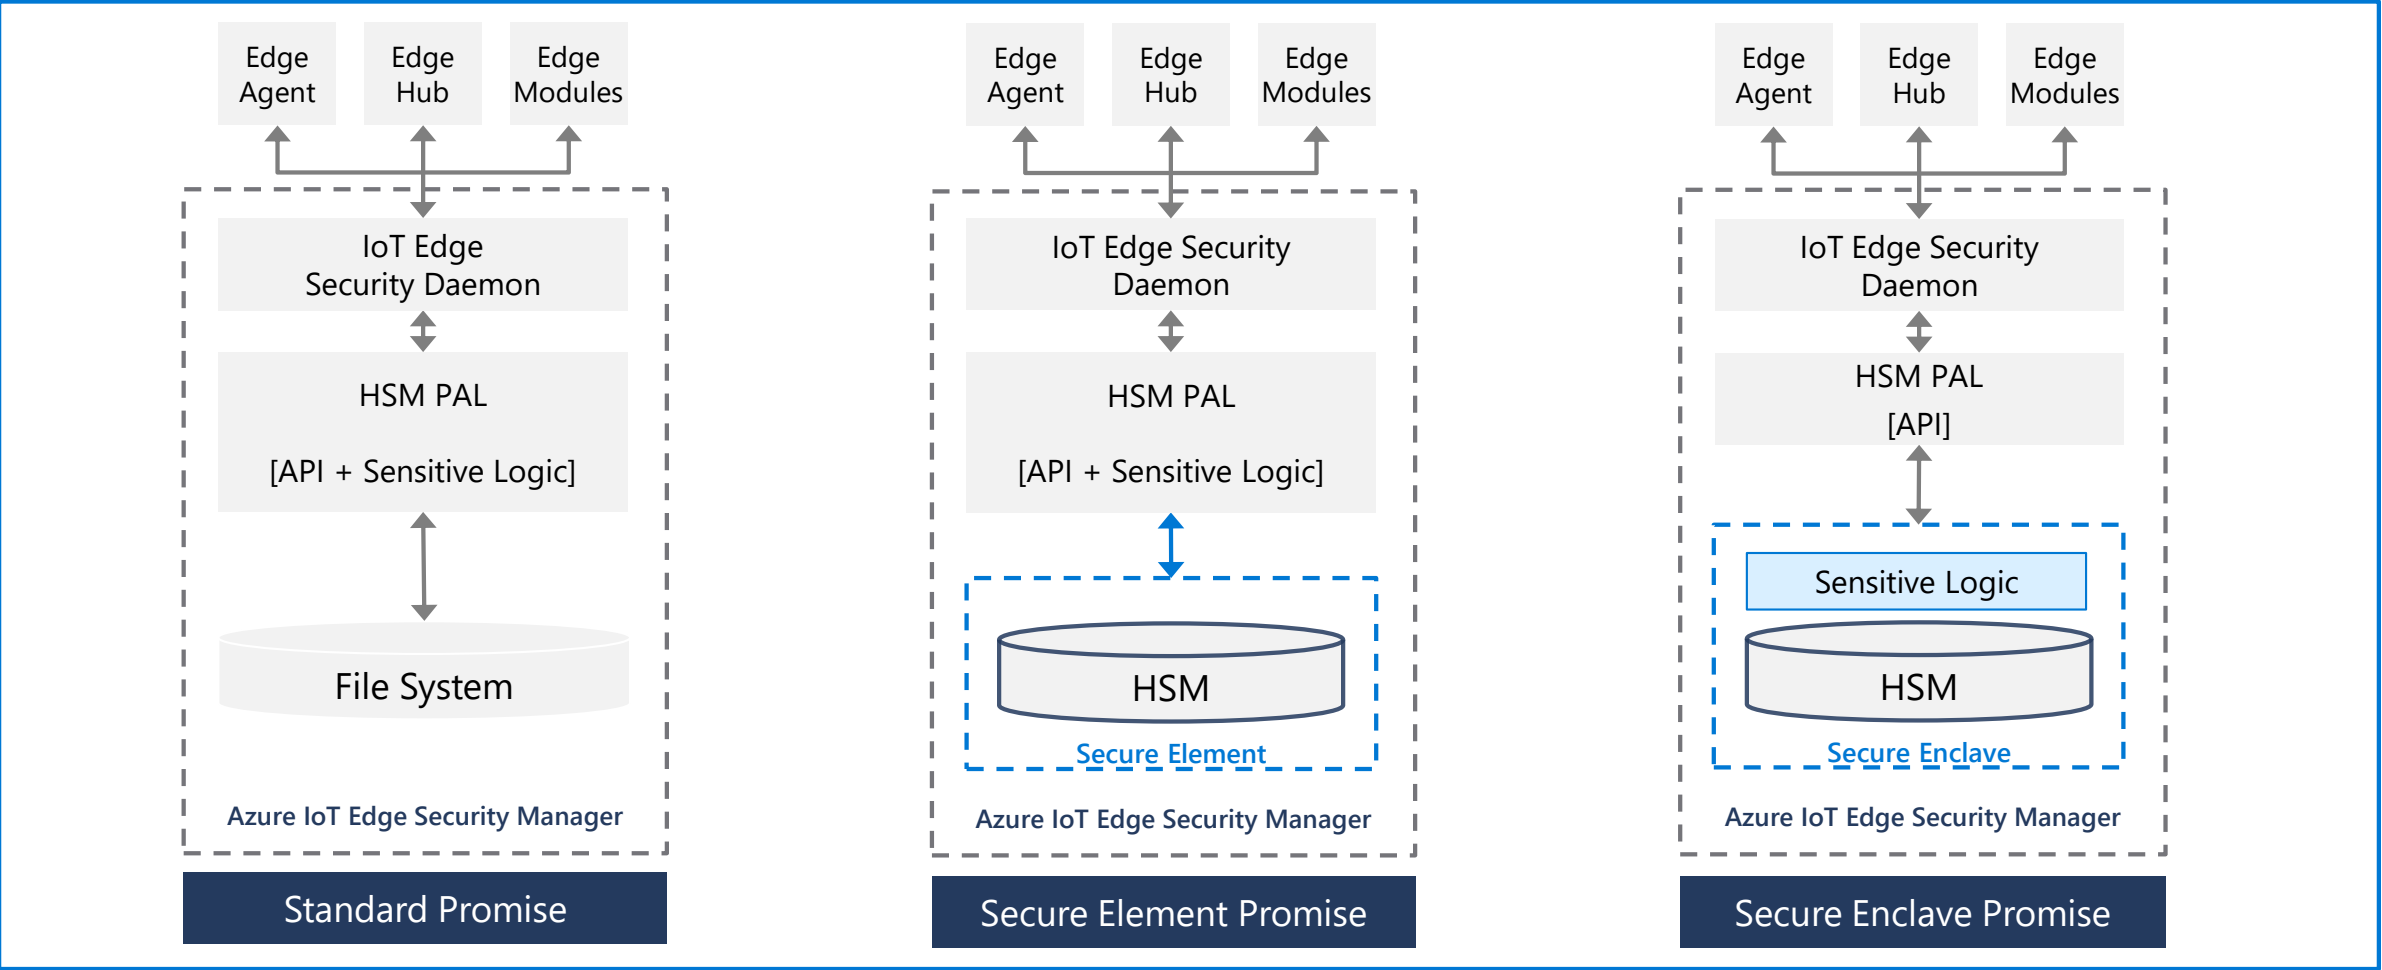 Edge
Agent
Edge
Hub
Edge
Modules
IoT Edge
Security Daemon
HSM PAL
[API + Sensitive Logic]
File System
Azure IoT Edge Security Manager
Standard Promise
Edge
Agent
Edge
Hub
Edge
Modules
IoT Edge Security
Daemon
HSM PAL
[API + Sensitive Logic]
HSM
Secure Element
Azure IoT Edge Security Manager
Secure Element Promise
Edge
Agent
Edge
Hub
Edge
Modules
IoT Edge Security
Daemon
HSM PAL
[API]
Sensitive Logic
HSM
Secure Enclave
Azure IoT Edge Security Manager
Secure Enclave Promise